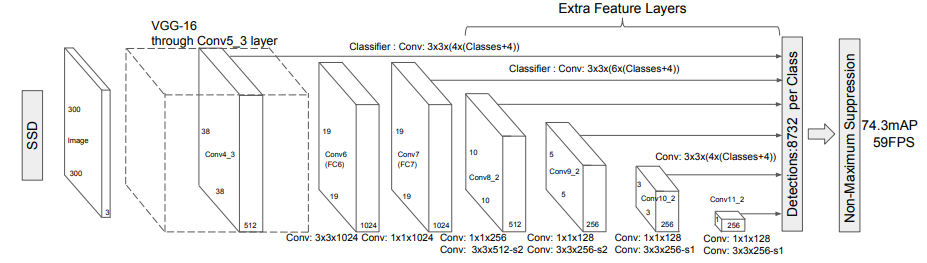 Extra Feature Layers
VGG-16
through Conv5_3 layer
Classifier : Conv: 3x3x(4x(Classes+4))
Classifier : Conv: 3x3x(6x(Classes+4))
SSD
300
Image
300
3
38
Conv4_3
38
512
19
Conv6
(FC6)
19
1024
19
Conv7
(FC7)
19
1024
10
Conv8_2
10
512
5
Conv9_2
5
256
Conv: 3x3x(4x(Classes+4))
3
Conv10_2
3
256
Conv11_2
1
256
Detections:8732 per Class
Non-Maximum Suppression
74.3mAP
59FPS
Conv: 3x3x1024
Conv: 1x1x1024
Conv: 1x1x256
Conv: 3x3x512-s2
Conv: 1x1x128
Conv: 3x3x256-s2
Conv: 1x1x128
Conv: 3x3x256-s1
Conv: 1x1x128
Conv: 3x3x256-s1